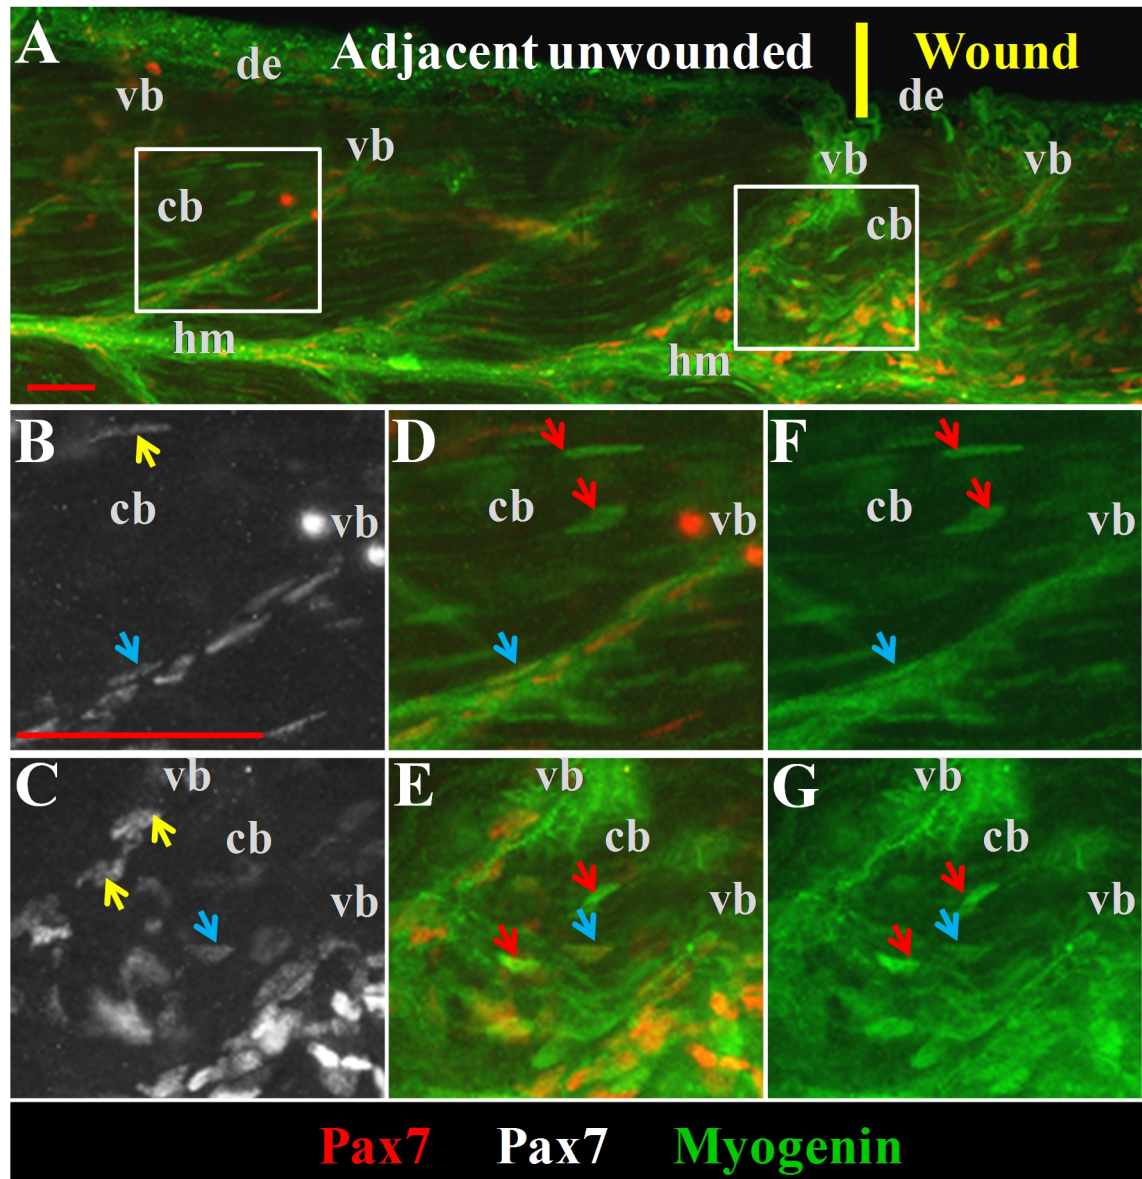 A Adjacent unwounded Wound
de de
vb vb vb vb
cb cb
hm hm
B cb vb
D cb vb
F cb vb
C vb cb vb
E vb cb vb
G vb cb vb
Pax7 Pax7 Myogenin